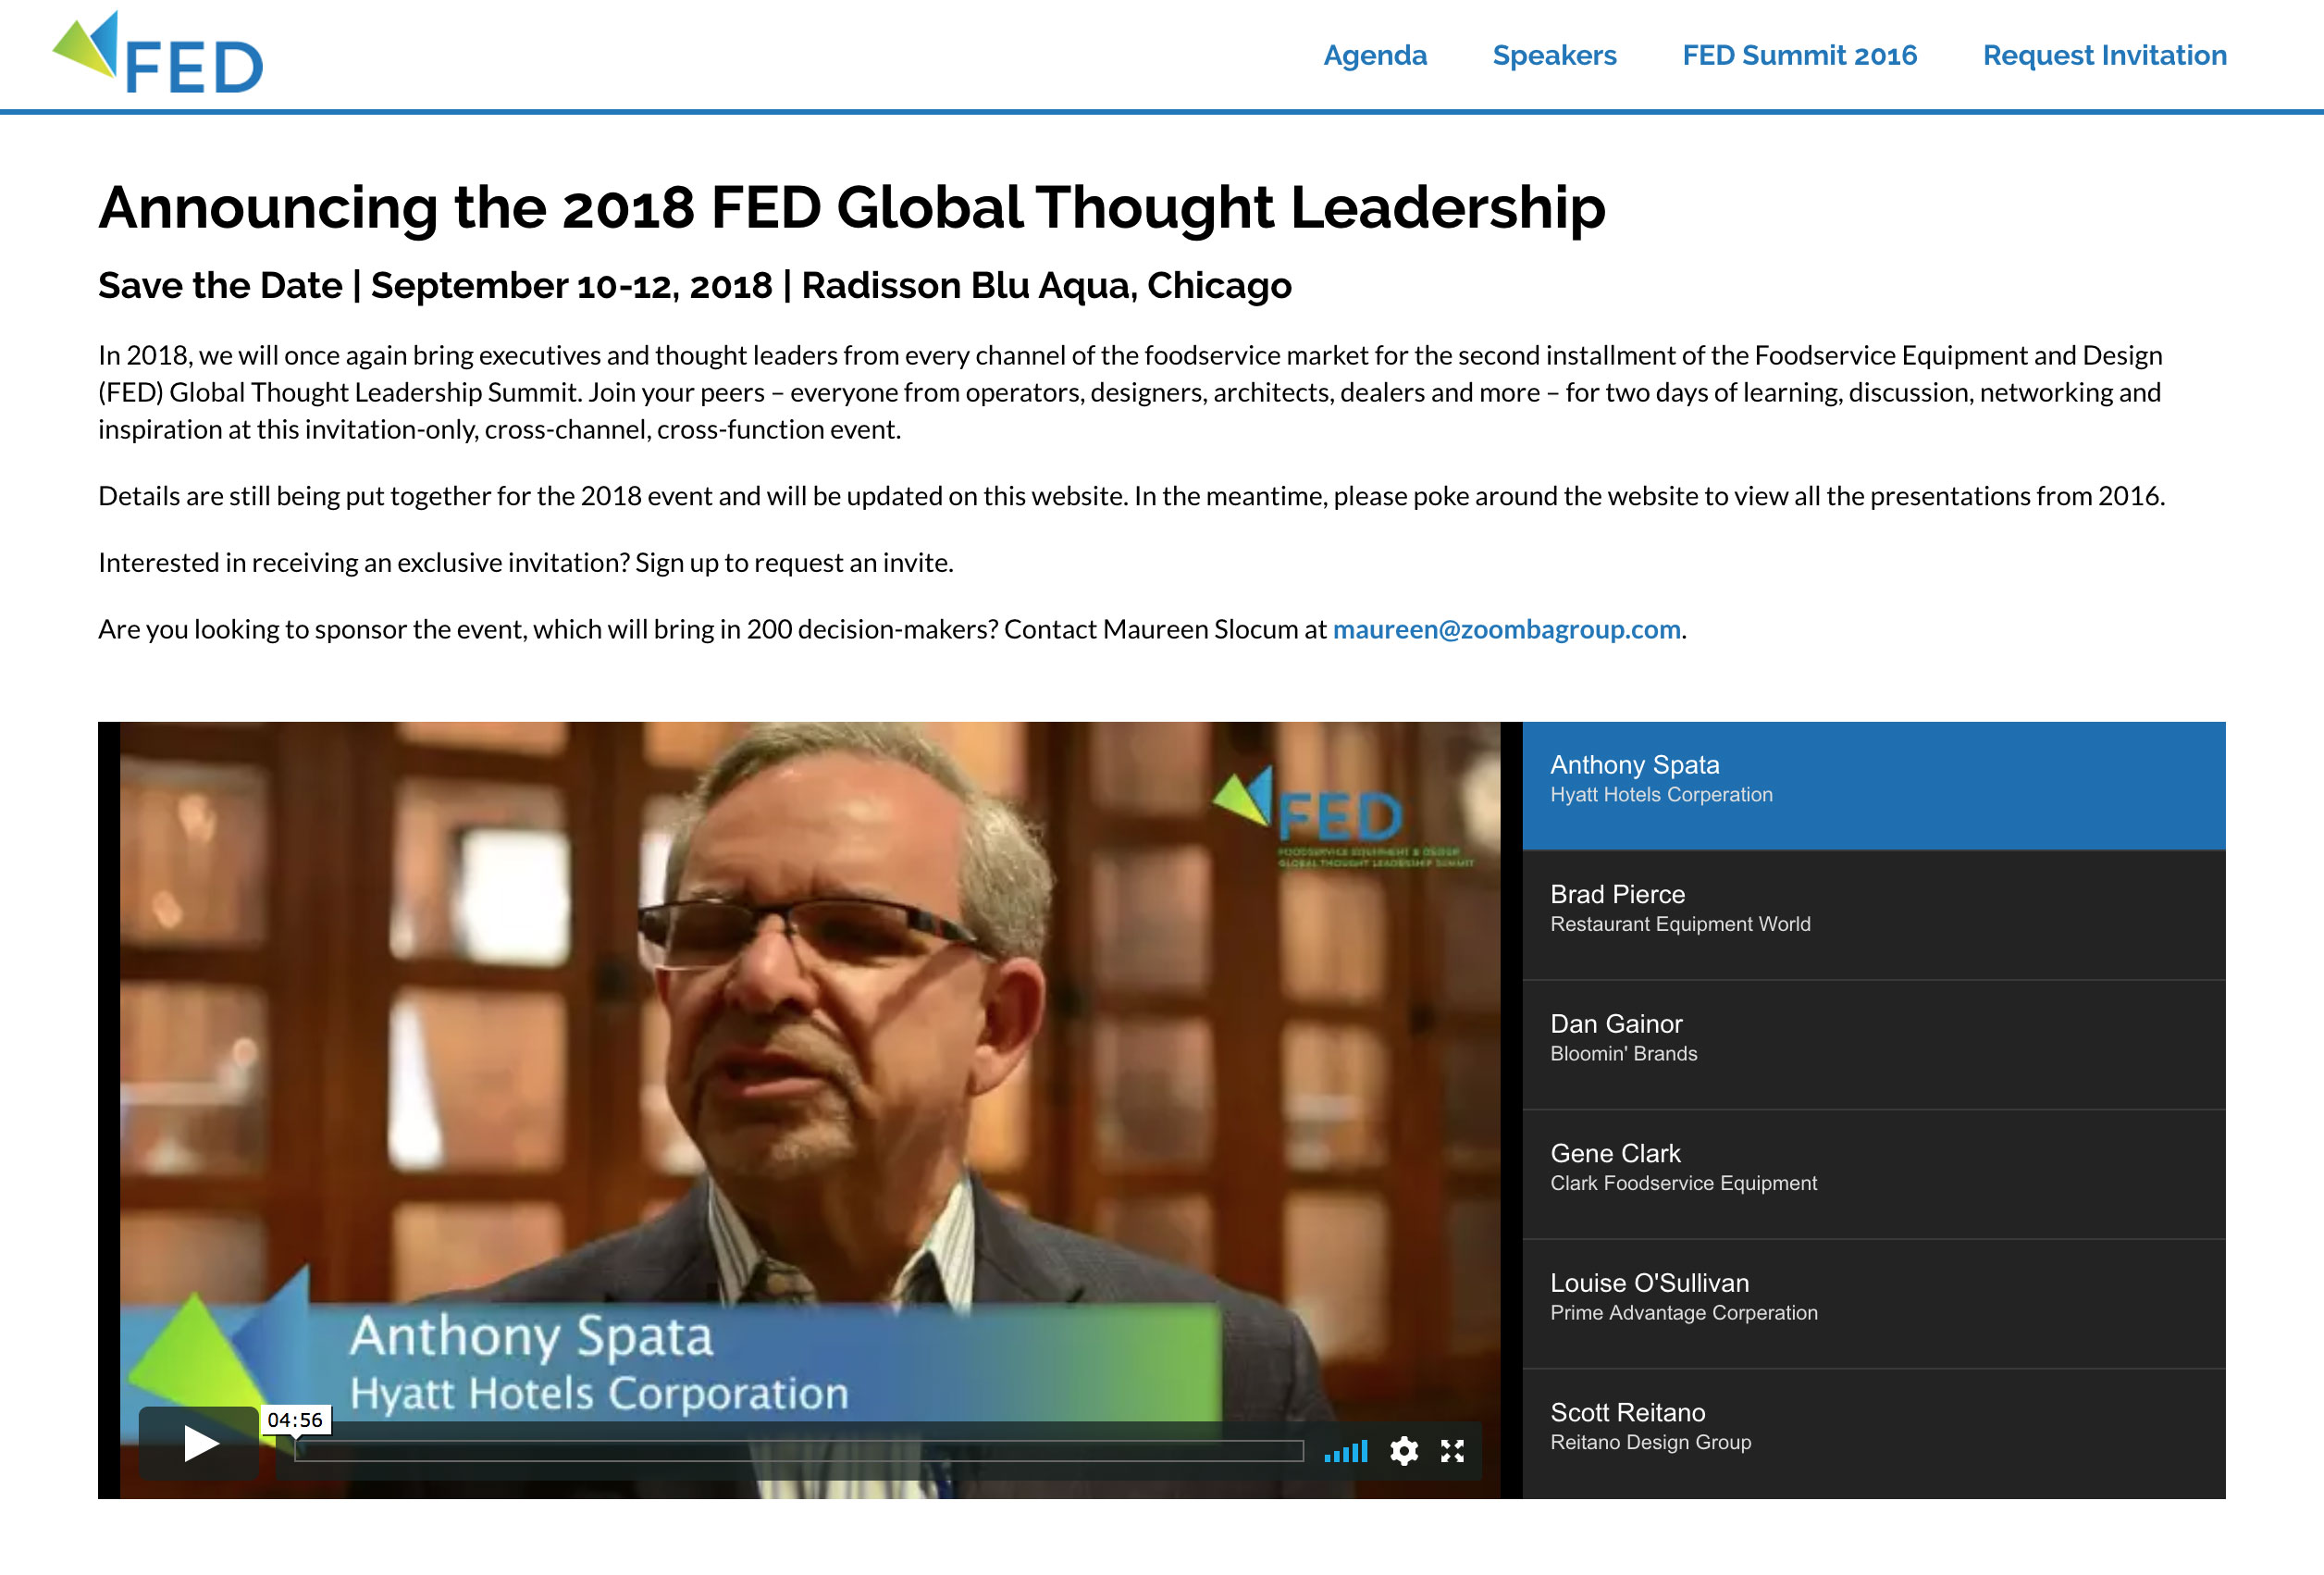 FED
Agenda
Speakers
FED Summit 2016
Request Invitation
Announcing the 2018 FED Global Thought Leadership
Save the Date | September 10-12, 2018 | Radisson Blu Aqua, Chicago
In 2018, we will once again bring executives and thought leaders from every channel of the foodservice market for the second installment of the Foodservice Equipment and Design
(FED) Global Thought Leadership Summit. Join your peers – everyone from operators, designers, architects, dealers and more – for two days of learning, discussion, networking and
inspiration at this invitation-only, cross-channel, cross-function event.
Details are still being put together for the 2018 event and will be updated on this website. In the meantime, please poke around the website to view all the presentations from 2016.
Interested in receiving an exclusive invitation? Sign up to request an invite.
Are you looking to sponsor the event, which will bring in 200 decision-makers? Contact Maureen Slocum at maureen@zoombagroup.com.
FED
FOODSERVICE EQUIPMENT & DESIGN
GLOBAL THOUGHT LEADERSHIP SUMMIT
Anthony Spata
Hyatt Hotels Corporation
04:56
Anthony Spata
Hyatt Hotels Corperation
Brad Pierce
Restaurant Equipment World
Dan Gainor
Bloomin' Brands
Gene Clark
Clark Foodservice Equipment
Louise O'Sullivan
Prime Advantage Corperation
Scott Reitano
Reitano Design Group